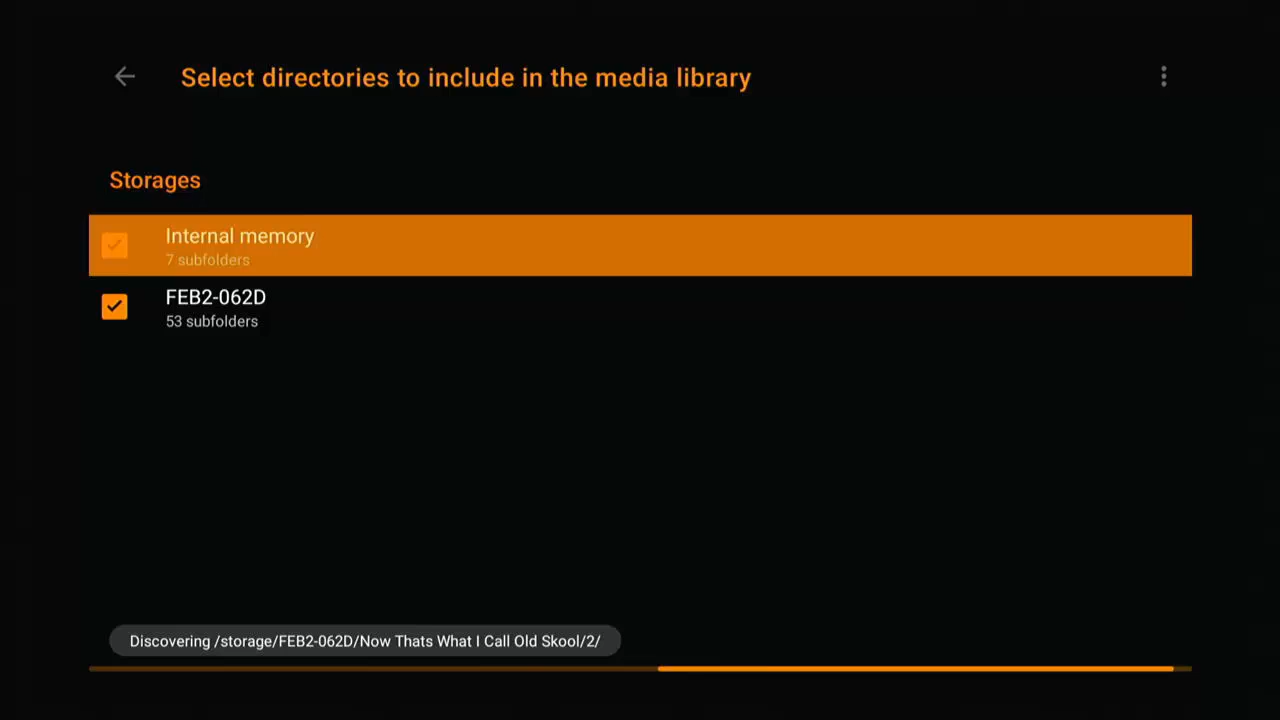 Select directories to include in the media library
Storages
Internal memory
7 subfolders
FEB2-062D
53 subfolders
Discovering /storage/FEB2-062D/Now Thats What I Call Old Skool/2/